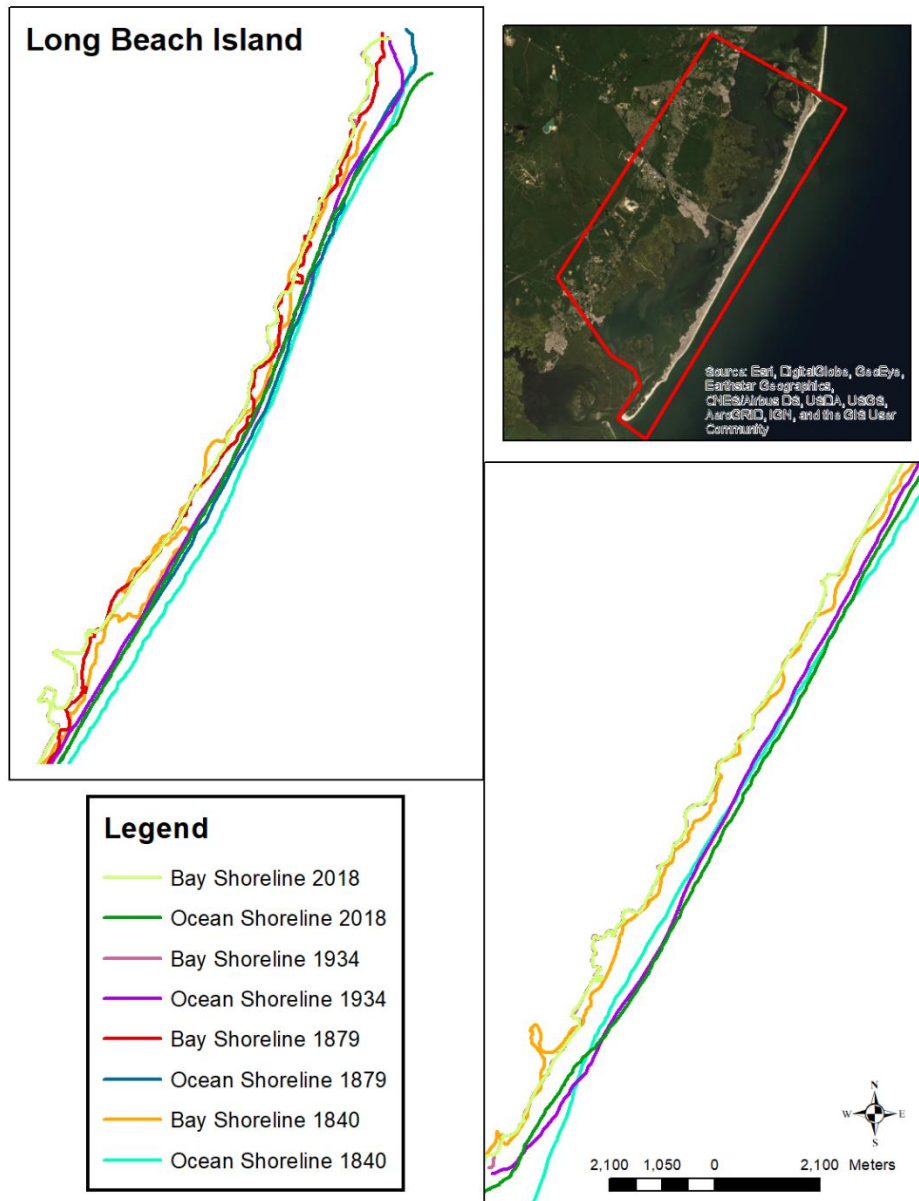 Long Beach Island
Source: Esri, DigitalGlobe, GeoEye,
Earthstar Geographics,
CNES/Airbus DS, USDA, USGS,
AeroGRID, IGN, and the GIS User
Community
Legend
Bay Shoreline 2018
Ocean Shoreline 2018
Bay Shoreline 1934
Ocean Shoreline 1934
Bay Shoreline 1879
Ocean Shoreline 1879
Bay Shoreline 1840
Ocean Shoreline 1840
N
W E
S
2,100 1,050 0 2,100 Meters